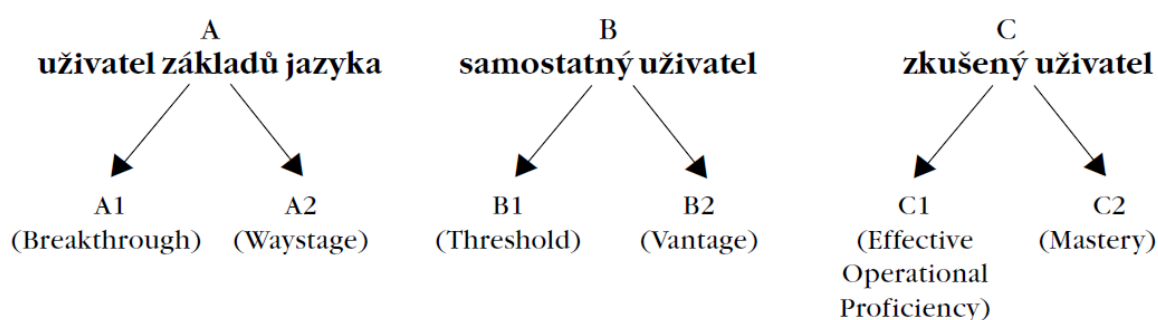 A
uživatel základů jazyka
B
samostatný uživatel
C
zkušený uživatel
A1
(Breakthrough)
A2
(Waystage)
B1
(Threshold)
B2
(Vantage)
C1
(Effective
Operational
Proficiency)
C2
(Mastery)